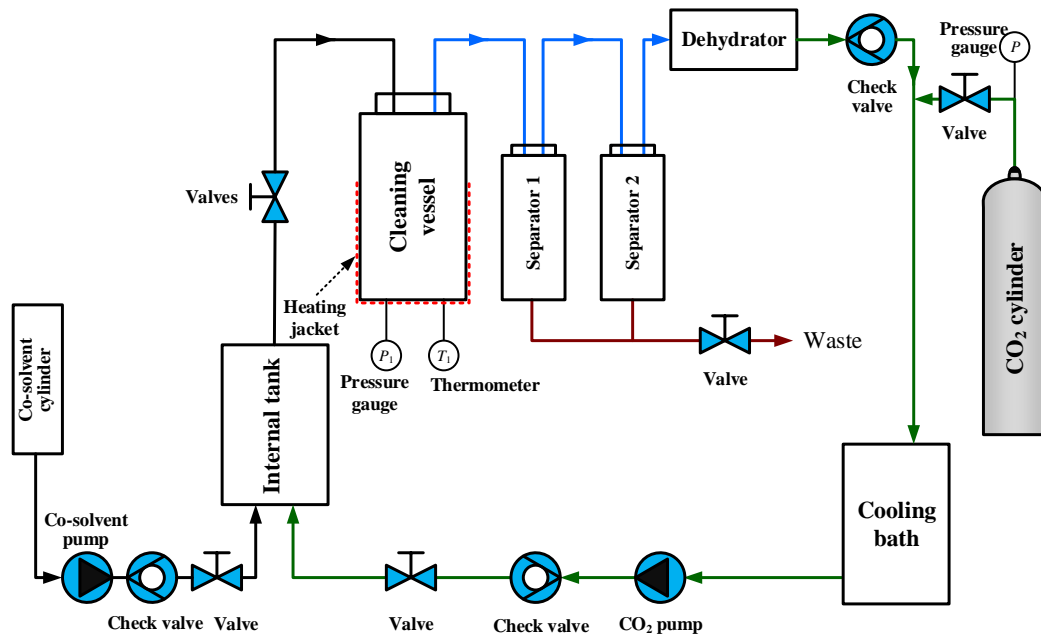 Dehydrator
Pressure
gauge
P
Check
valve
Valve
Cleaning
vessel
Separator 1
Separator 2
Valves
CO₂ cylinder
Heating
jacket
Co-solvent
cylinder
Internal tank
P₁
T₁
Pressure
gauge
Thermometer
Valve
Waste
Cooling
bath
Co-solvent
pump
Check valve
Valve
Valve
Check valve
CO₂ pump